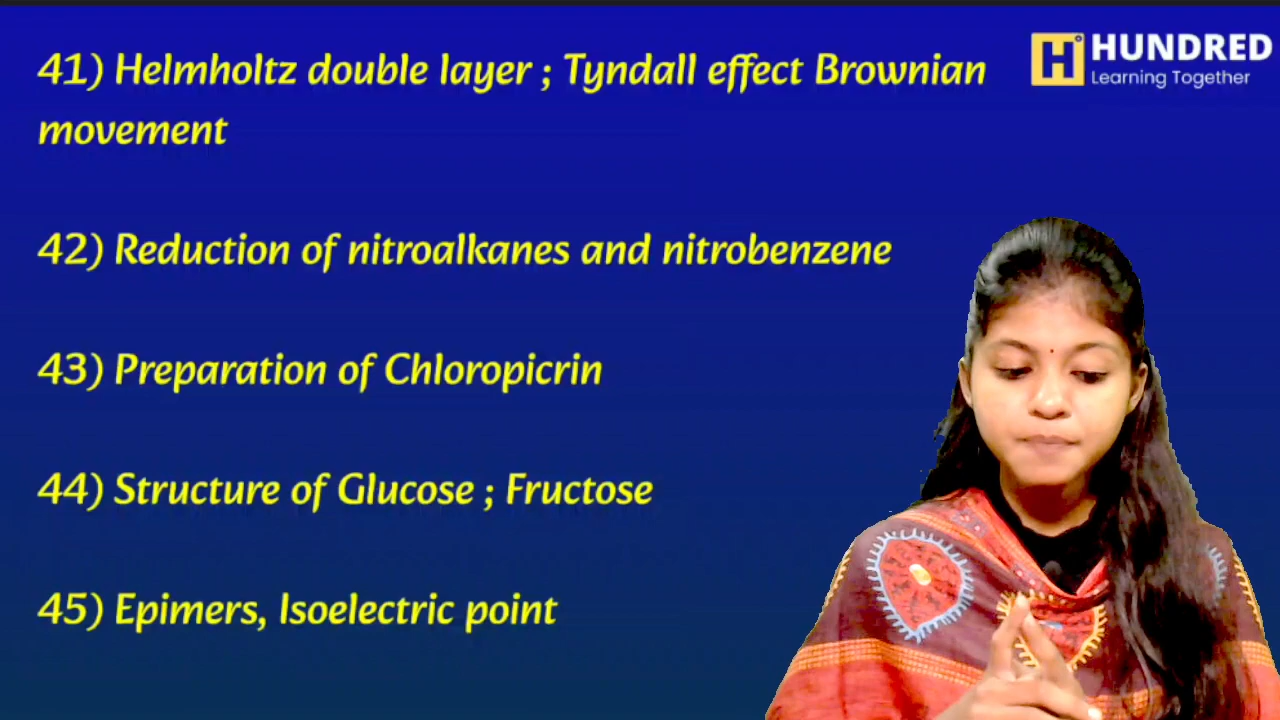 41) Helmholtz double layer ; Tyndall effect Brownian
movement
HUNDRED
Learning Together
42) Reduction of nitroalkanes and nitrobenzene
43) Preparation of Chloropicrin
44) Structure of Glucose ; Fructose
45) Epimers, Isoelectric point